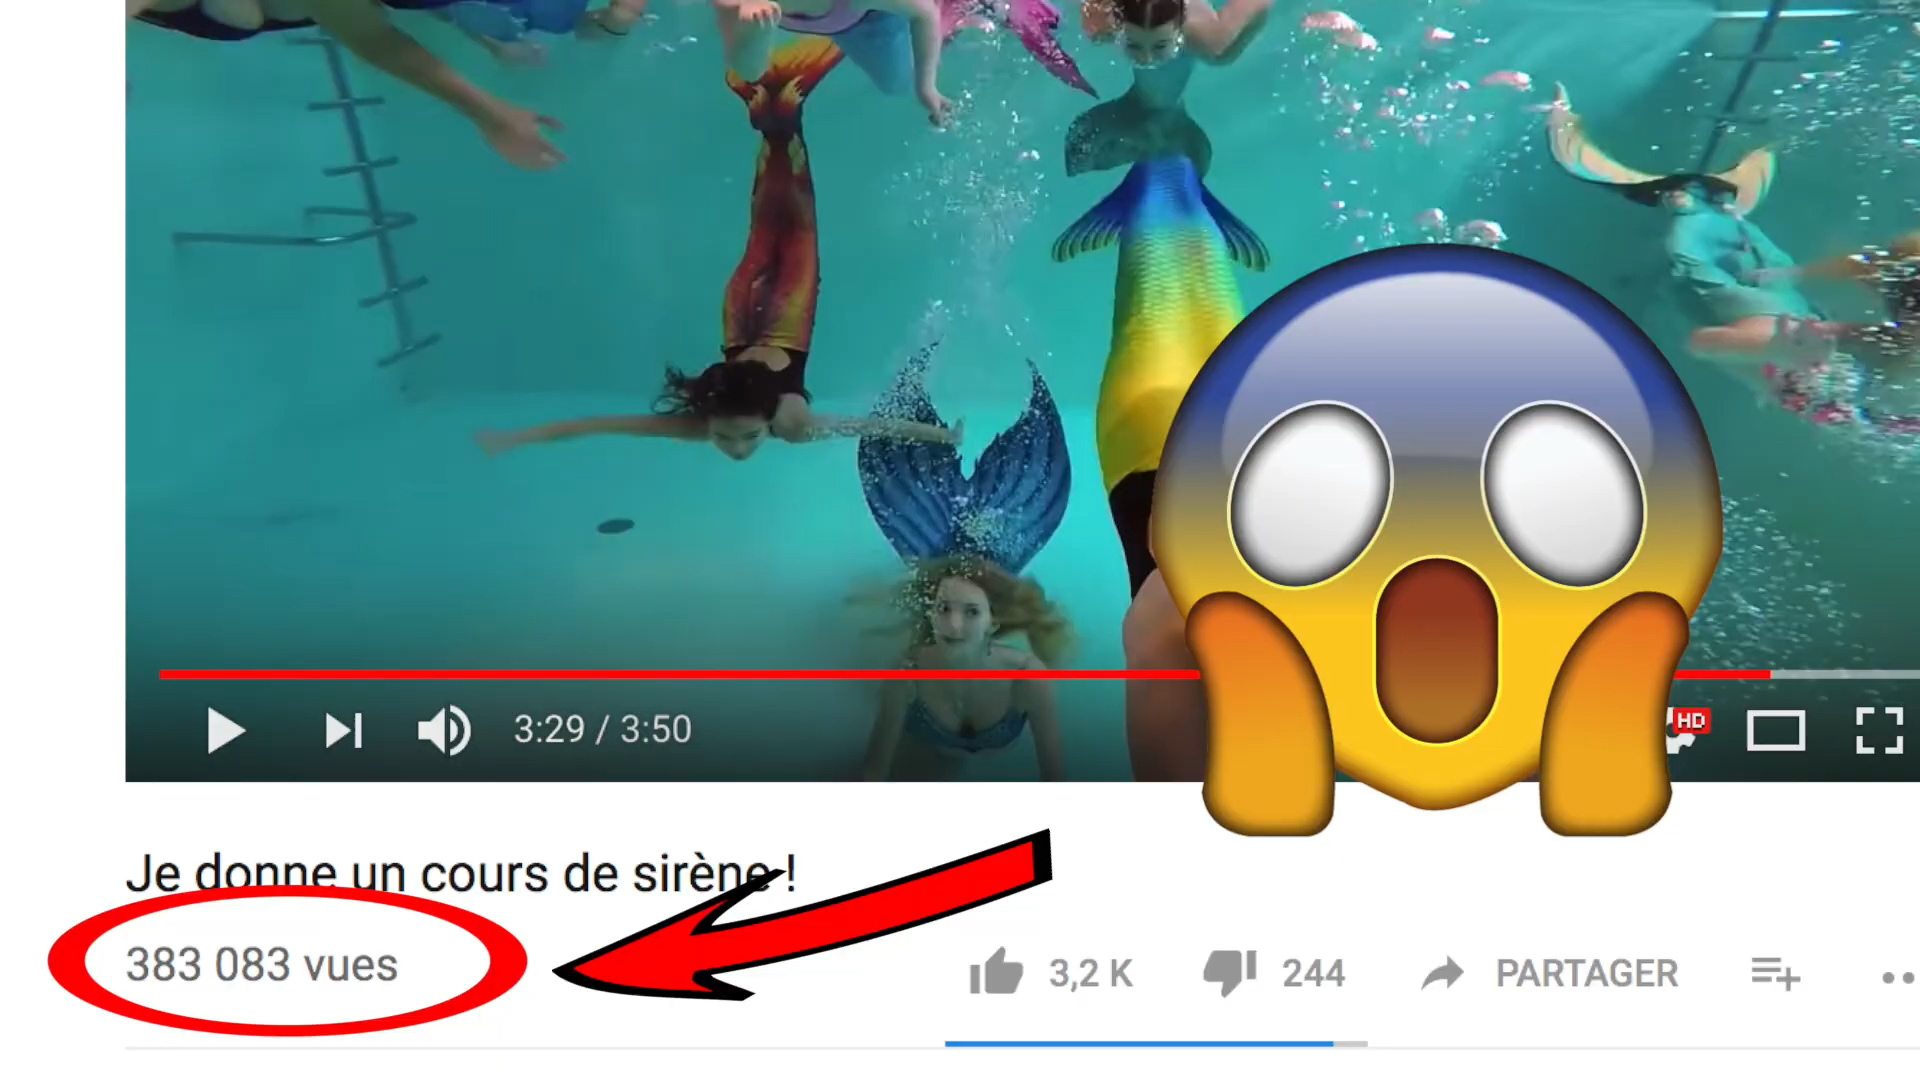 3:29 / 3:50
HD
Je donne un cours de sirène !
383 083 vues
3,2 K
244
PARTAGER